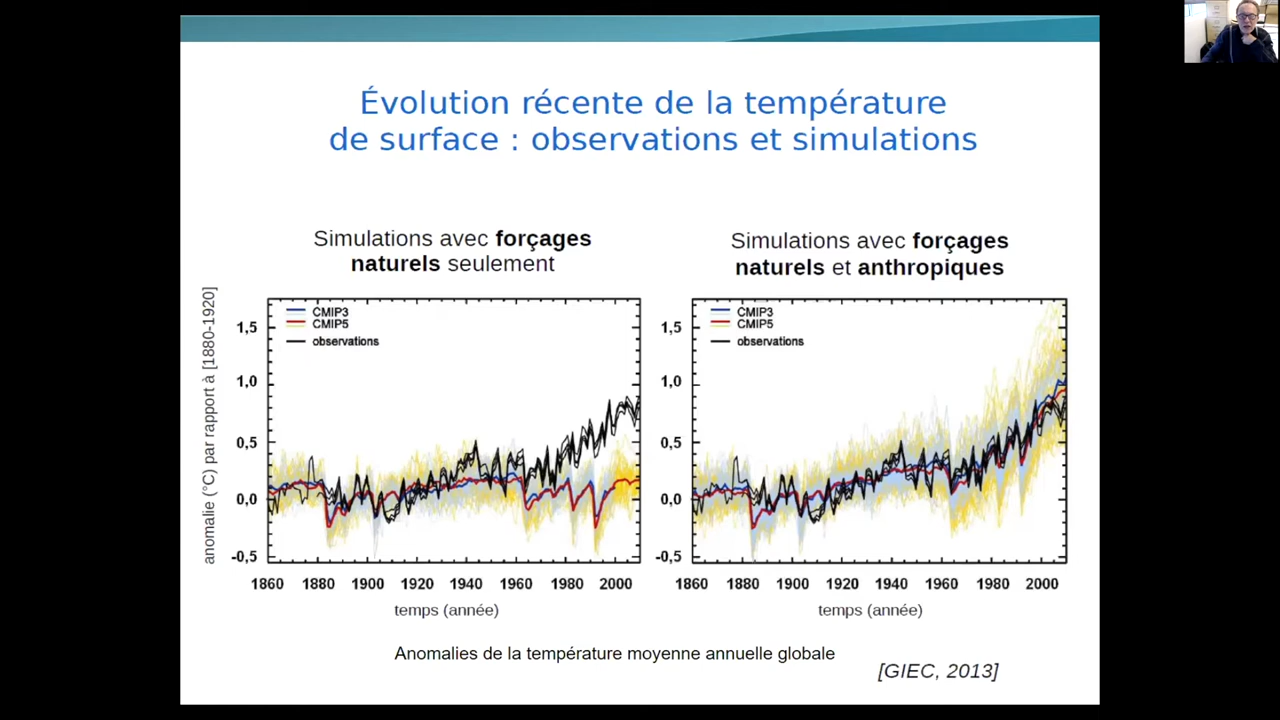 Évolution récente de la température
de surface : observations et simulations
Simulations avec forçages
naturels seulement
Simulations avec forçages
naturels et anthropiques
anomalie (°C) par rapport à [1880-1920]
CMIP3
CMIP5
observations
1,5
1,0
0,5
0,0
-0,5
1860 1880 1900 1920 1940 1960 1980 2000
temps (année)
CMIP3
CMIP5
observations
1,5
1,0
0,5
0,0
-0,5
1860 1880 1900 1920 1940 1960 1980 2000
temps (année)
Anomalies de la température moyenne annuelle globale
[GIEC, 2013]